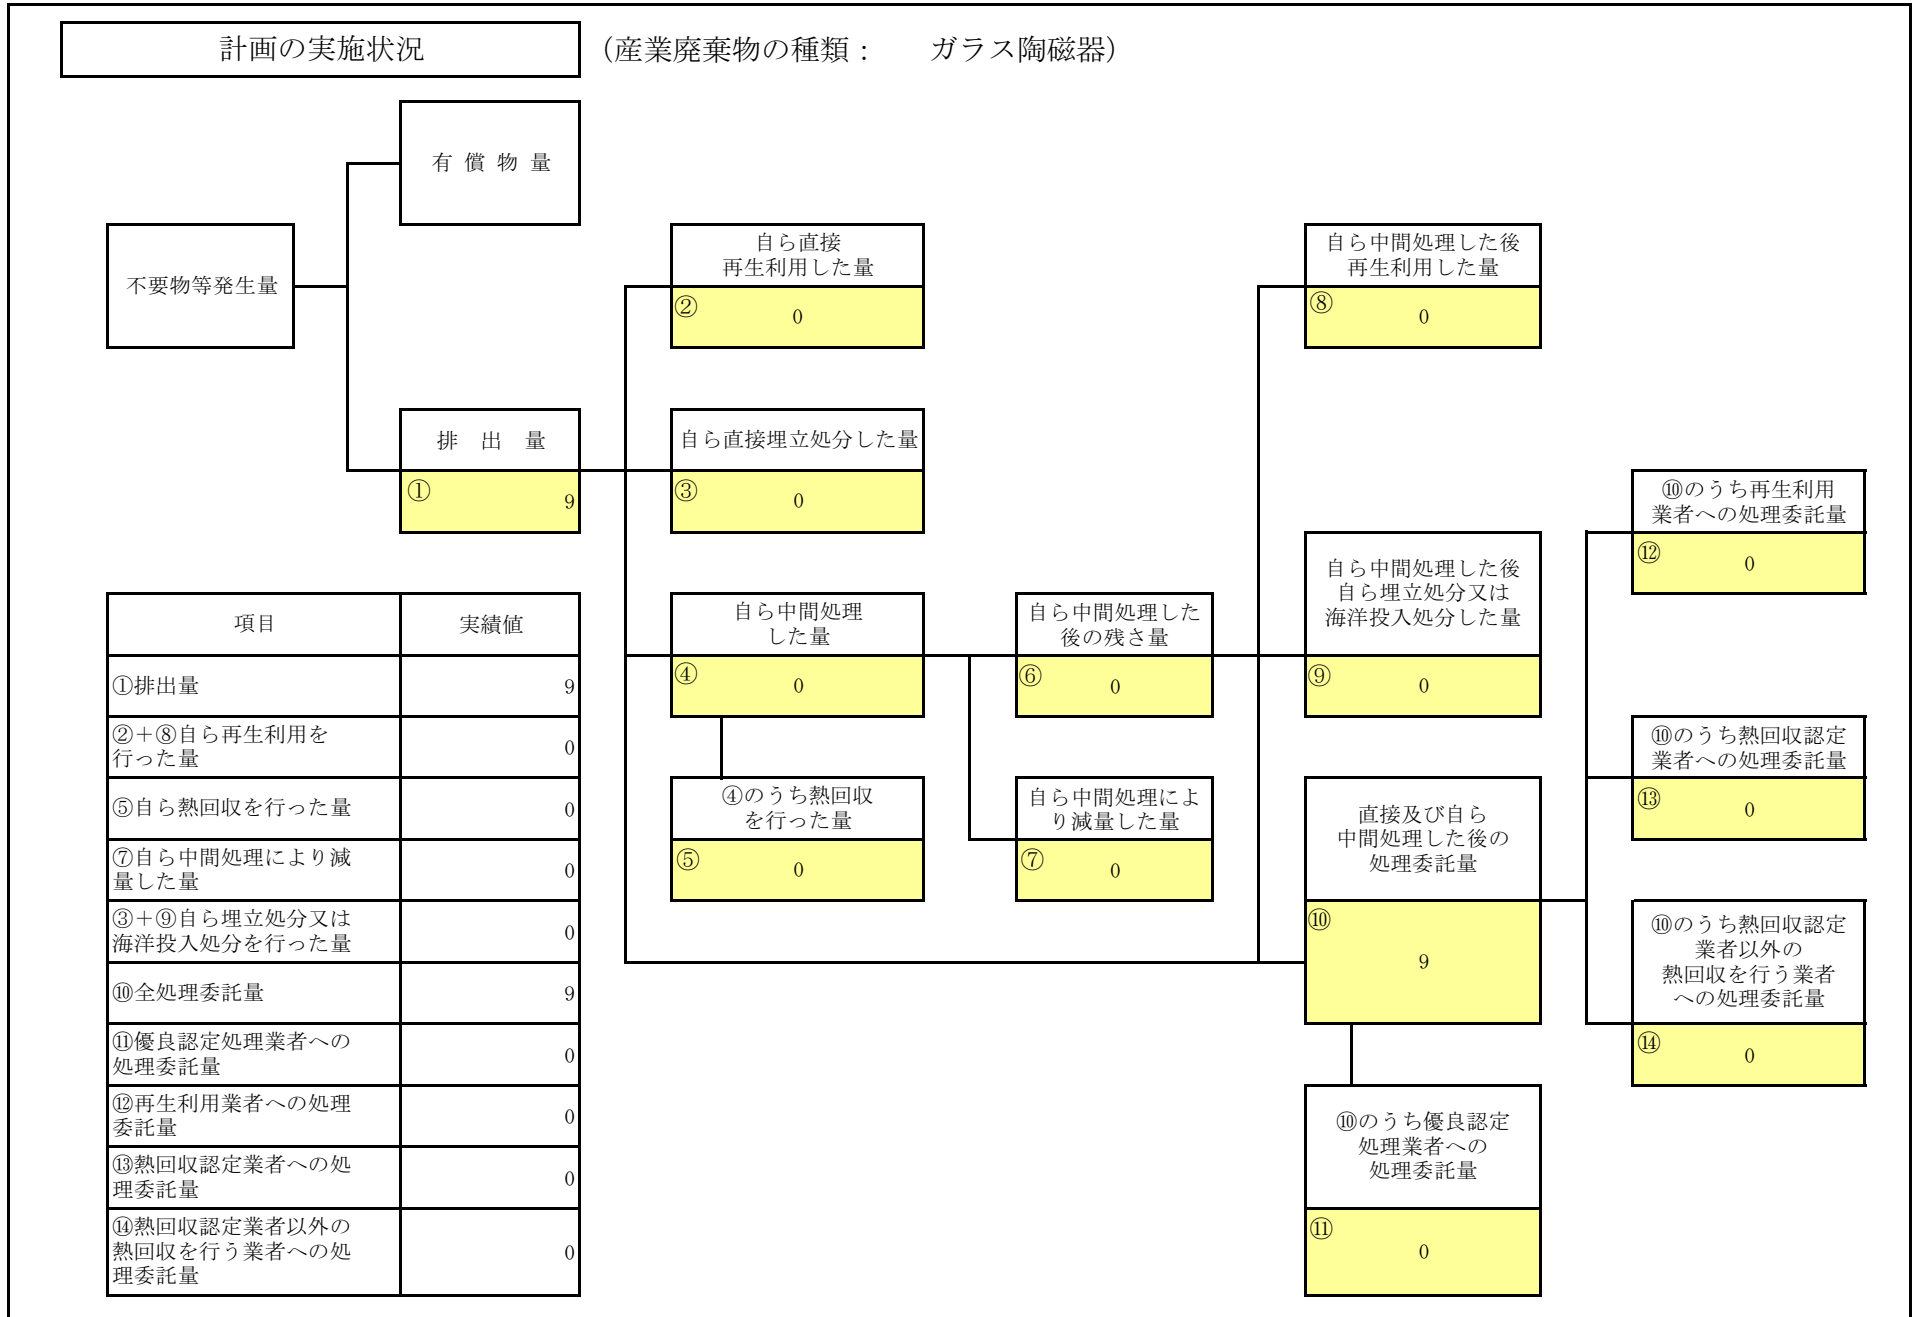 計画の実施状況
（産業廃棄物の種類： ガラス陶磁器）
有 償 物 量
不要物等発生量
自ら直接
再生利用した量
②
0
自ら中間処理した後
再生利用した量
⑧
0
排 出 量
①
9
自ら直接埋立処分した量
③
0
⑩のうち再生利用
業者への処理委託量
⑫
0
自ら中間処理
した量
④
0
自ら中間処理した
後の残さ量
⑥
0
自ら中間処理した後
自ら埋立処分又は
海洋投入処分した量
⑨
0
④のうち熱回収
を行った量
⑤
0
自ら中間処理によ
り減量した量
⑦
0
直接及び自ら
中間処理した後の
処理委託量
⑩
9
⑩のうち熱回収認定
業者への処理委託量
⑬
0
⑩のうち熱回収認定
業者以外の
熱回収を行う業者
への処理委託量
⑭
0
⑩のうち優良認定
処理業者への
処理委託量
⑪
0
項目 実績値
①排出量 9
②＋⑧自ら再生利用を
行った量 0
⑤自ら熱回収を行った量 0
⑦自ら中間処理により減
量した量 0
③＋⑨自ら埋立処分又は
海洋投入処分を行った量 0
⑩全処理委託量 9
⑪優良認定処理業者への
処理委託量 0
⑫再生利用業者への処理
委託量 0
⑬熱回収認定業者への処
理委託量 0
⑭熱回収認定業者以外の
熱回収を行う業者への処
理委託量 0